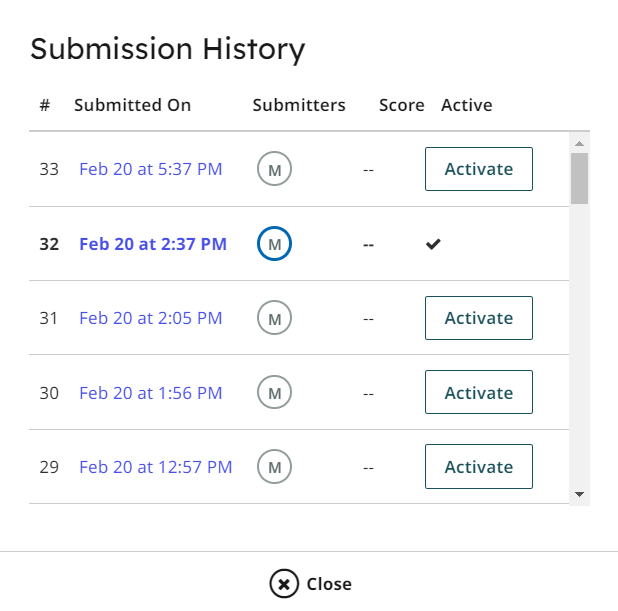 Submission History
# Submitted On Submitters Score Active
33 Feb 20 at 5:37 PM M -- Activate
32 Feb 20 at 2:37 PM M --
31 Feb 20 at 2:05 PM M -- Activate
30 Feb 20 at 1:56 PM M -- Activate
29 Feb 20 at 12:57 PM M -- Activate
Close